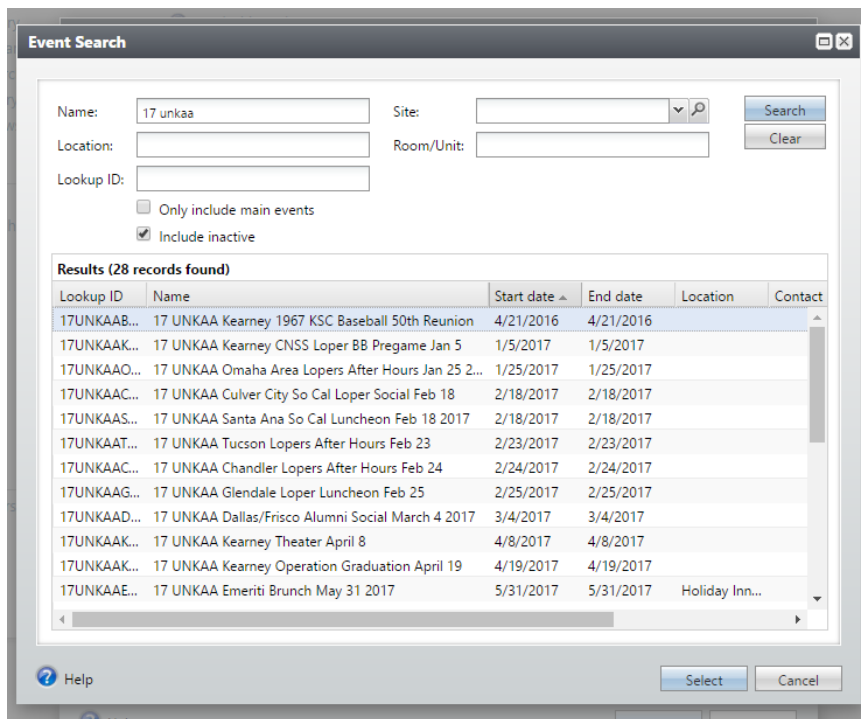 Event Search
Name: 17 unkaa Site: Search
Location: Room/Unit: Clear
Lookup ID:
Only include main events
Include inactive
Results (28 records found)
Lookup ID Name Start date End date Location Contact
17UNKAAB... 17 UNKAA Kearney 1967 KSC Baseball 50th Reunion 4/21/2016 4/21/2016
17UNKAAK... 17 UNKAA Kearney CNSS Loper BB Pregame Jan 5 1/5/2017 1/5/2017
17UNKAAO... 17 UNKAA Omaha Area Lopers After Hours Jan 25 2... 1/25/2017 1/25/2017
17UNKAAC... 17 UNKAA Culver City So Cal Loper Social Feb 18 2/18/2017 2/18/2017
17UNKAAS... 17 UNKAA Santa Ana So Cal Luncheon Feb 18 2017 2/18/2017 2/18/2017
17UNKAAT... 17 UNKAA Tucson Lopers After Hours Feb 23 2/23/2017 2/23/2017
17UNKAAC... 17 UNKAA Chandler Lopers After Hours Feb 24 2/24/2017 2/24/2017
17UNKAAG... 17 UNKAA Glendale Loper Luncheon Feb 25 2/25/2017 2/25/2017
17UNKAAD... 17 UNKAA Dallas/Frisco Alumni Social March 4 2017 3/4/2017 3/4/2017
17UNKAAK... 17 UNKAA Kearney Theater April 8 4/8/2017 4/8/2017
17UNKAAK... 17 UNKAA Kearney Operation Graduation April 19 4/19/2017 4/19/2017
17UNKAAE... 17 UNKAA Emeriti Brunch May 31 2017 5/31/2017 5/31/2017 Holiday Inn...
Help Select Cancel